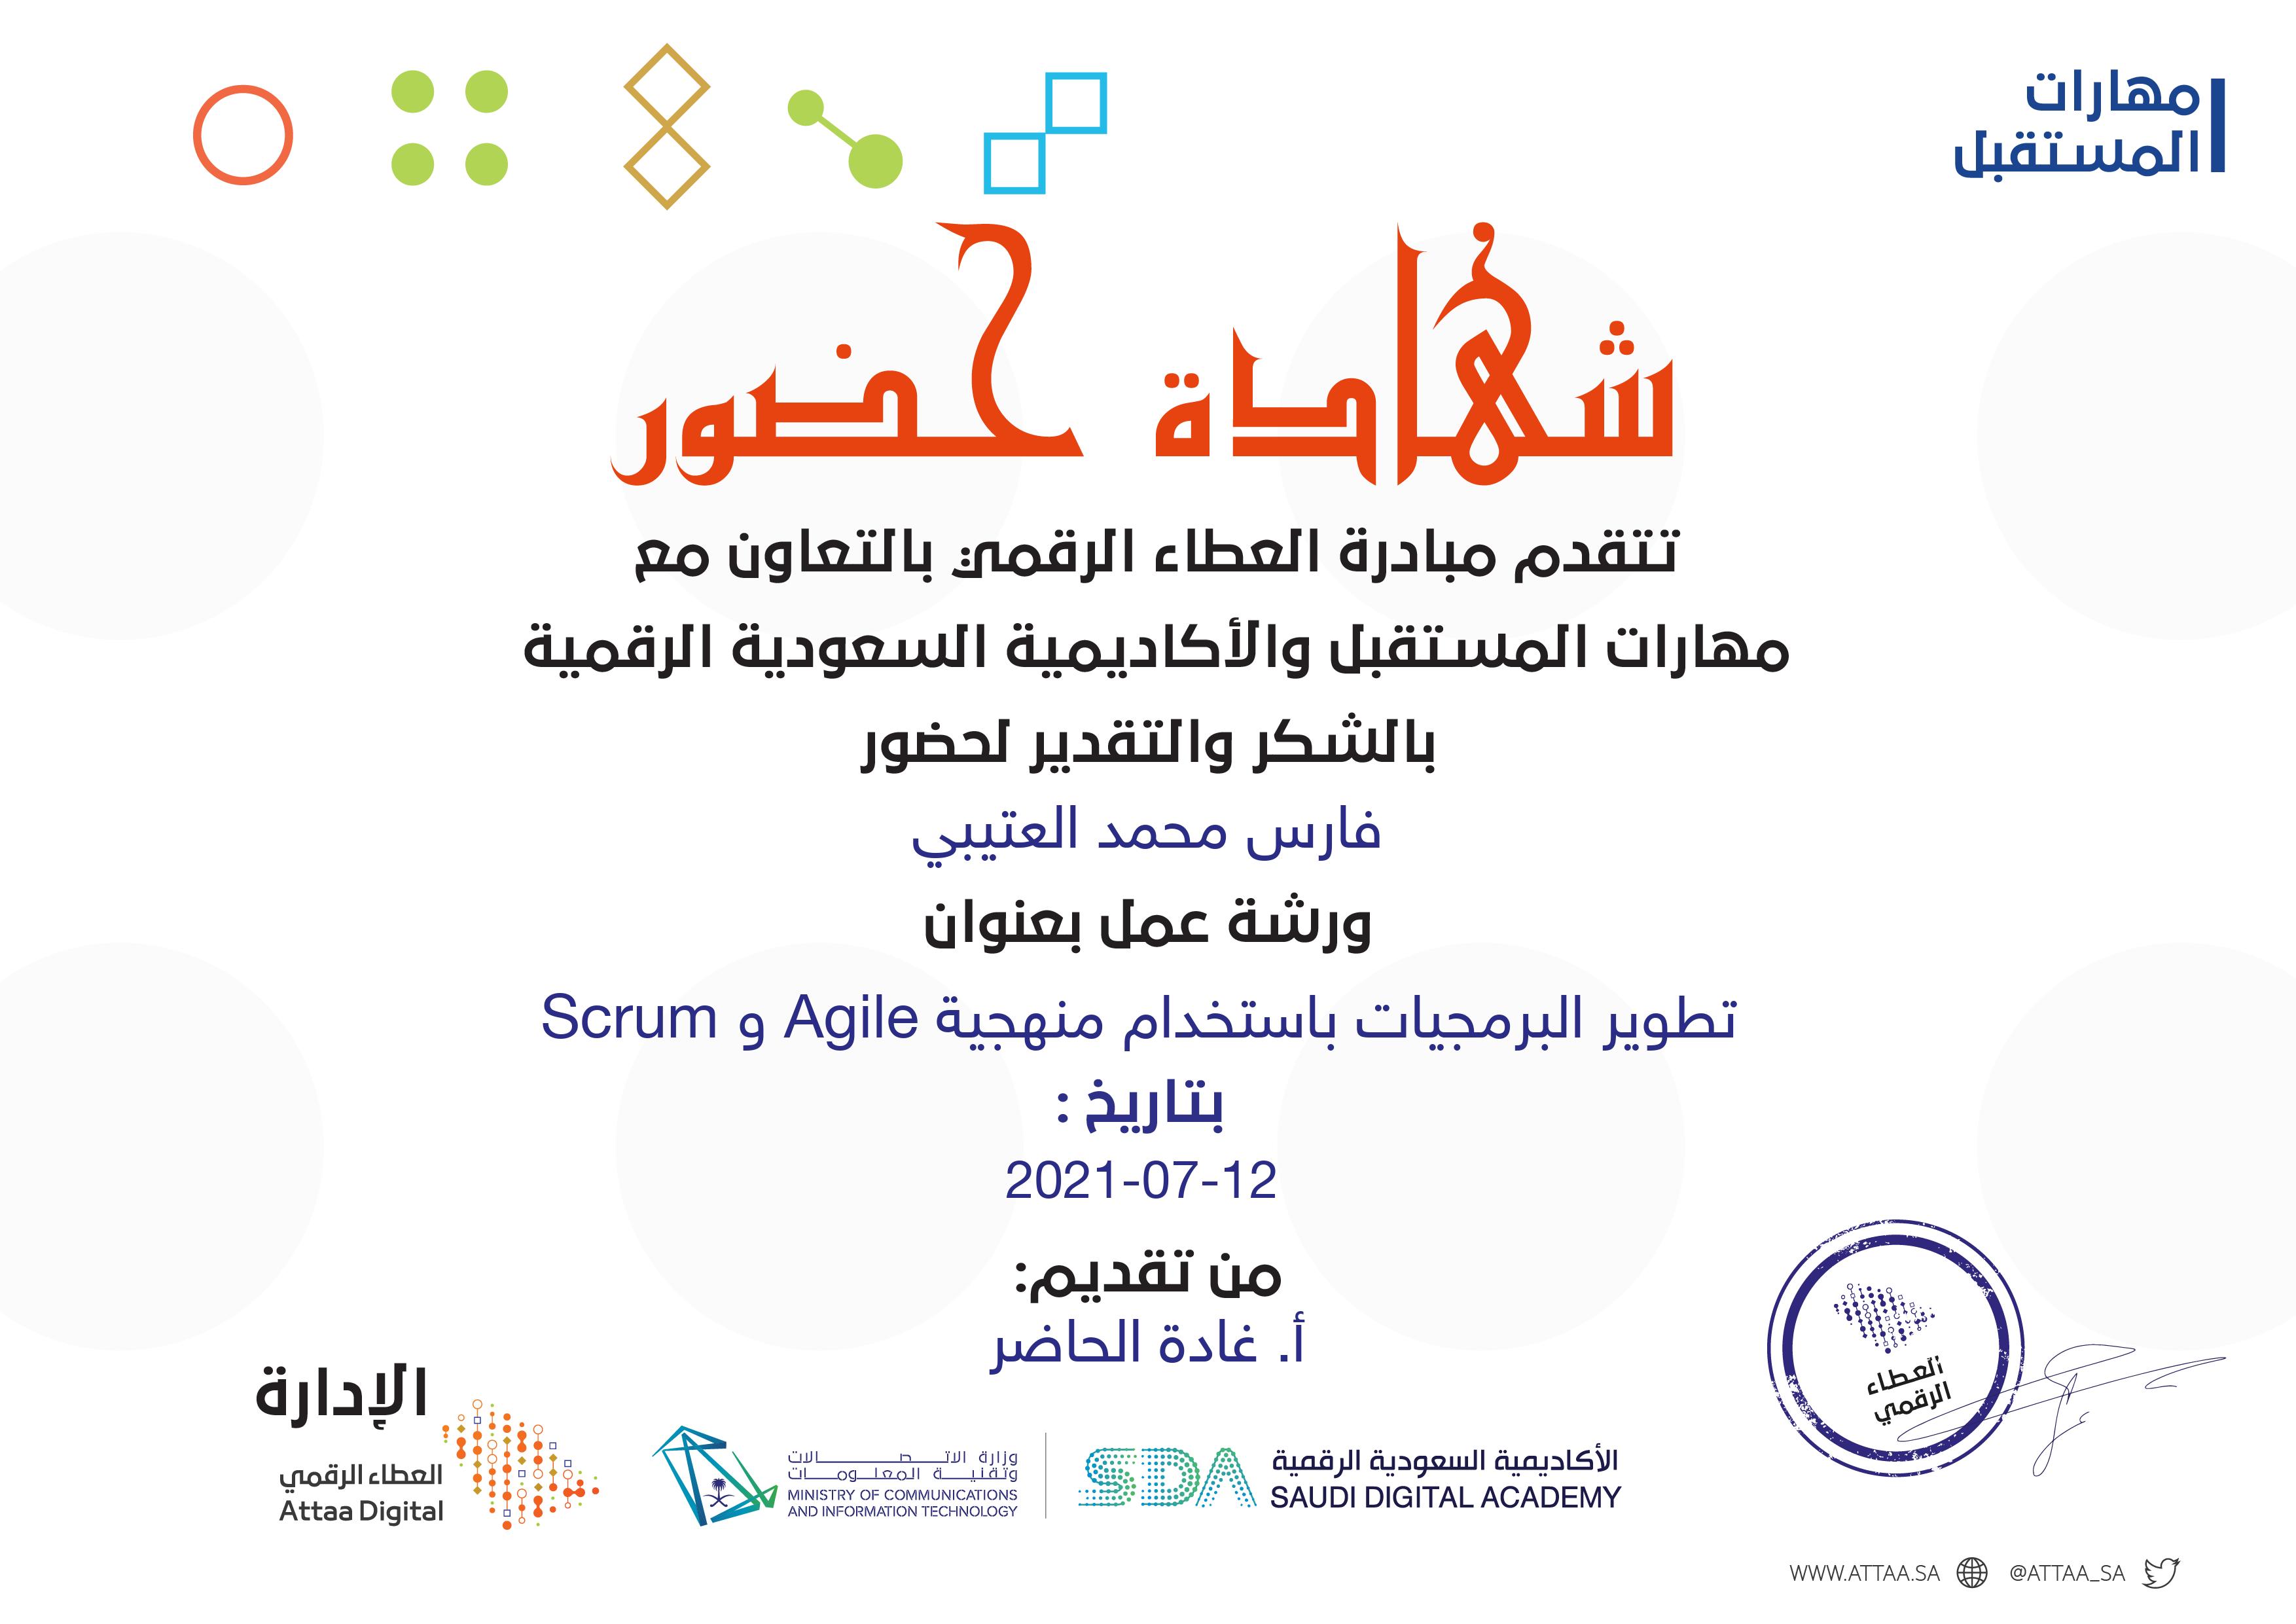 مهارات
المستقبل
شهادة حضور
تتقدم مبادرة العطاء الرقمي بالتعاون مع
مهارات المستقبل والأكاديمية السعودية الرقمية
بالشكر والتقدير لحضور
فارس محمد العتيبي
ورشة عمل بعنوان
تطوير البرمجيات باستخدام منهجية Agile و Scrum
بتاريخ :
2021-07-12
من تقديم:
أ. غادة الحاضر
العطاء
الرقمي
الإدارة
العطاء الرقمي
Attaa Digital
وزارة الاتصالات
وتقنية المعلومات
MINISTRY OF COMMUNICATIONS
AND INFORMATION TECHNOLOGY
SDA
الأكاديمية السعودية الرقمية
SAUDI DIGITAL ACADEMY
WWW.ATTAA.SA @ATTAA_SA